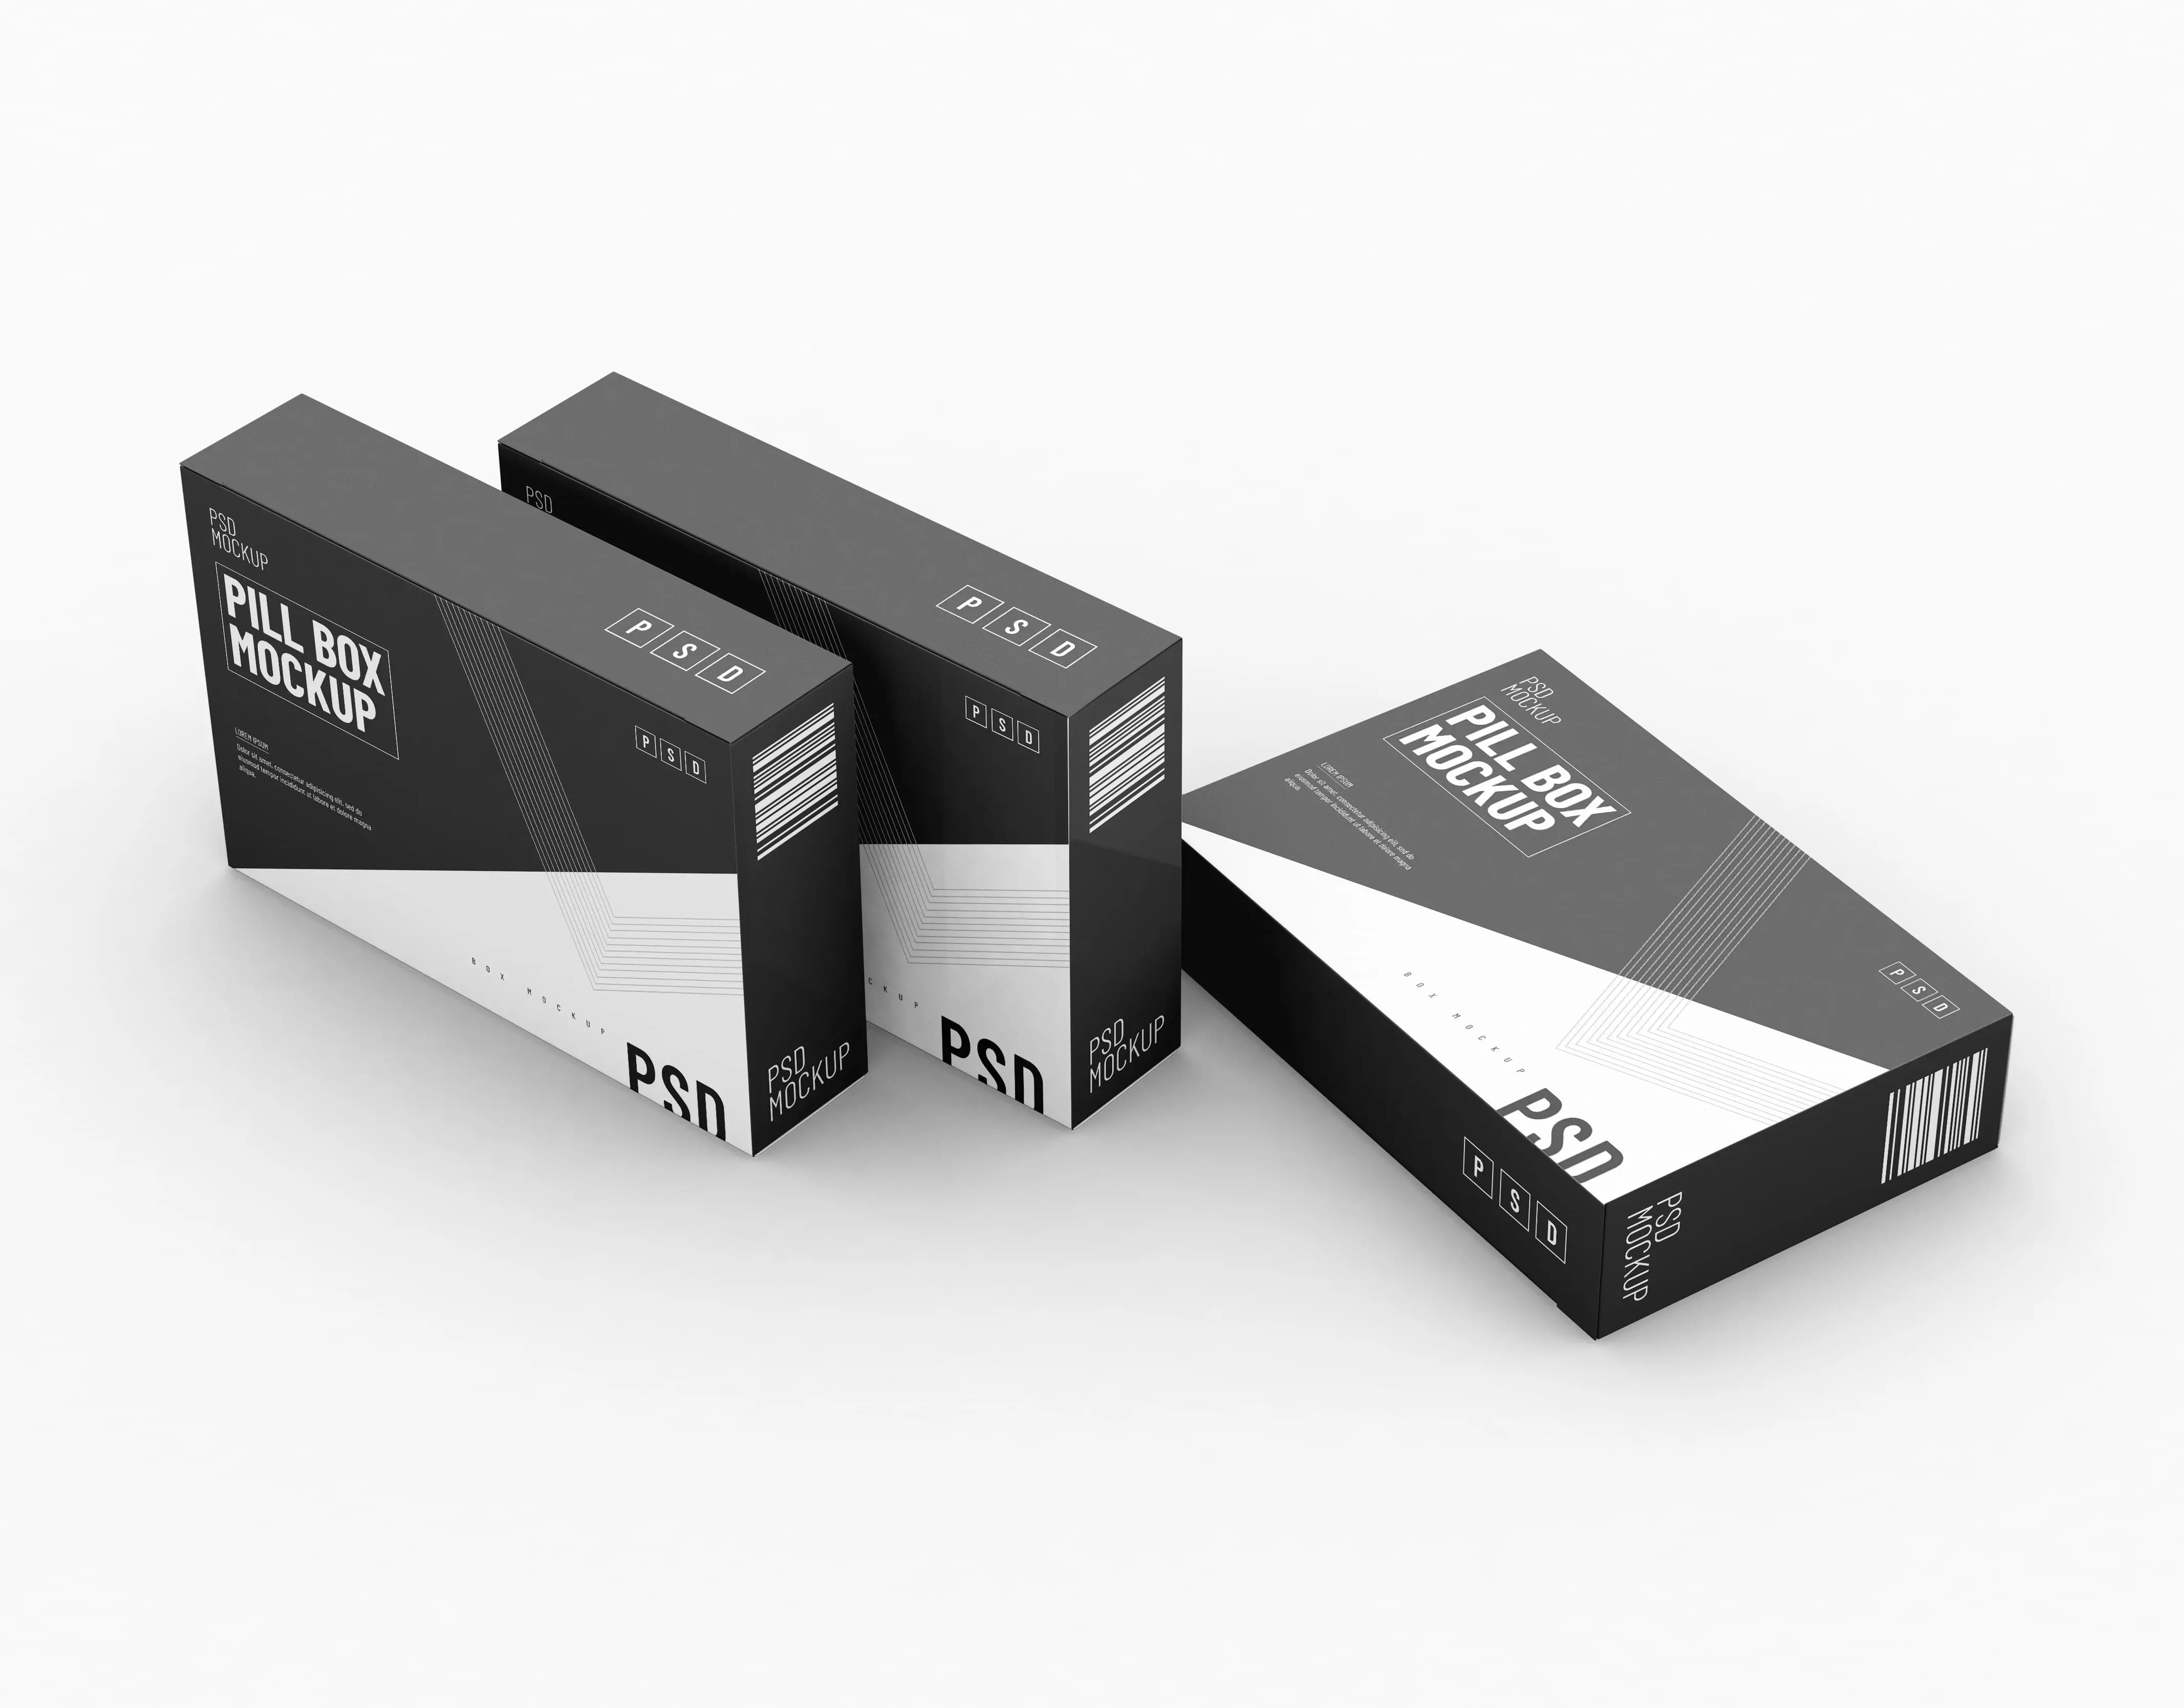 PSD
MOCKUP
PILL BOX
MOCKUP
LOREM IPSUM
Dolor sit amet, consectetur adipisicing elit, sed do
eiusmod tempor incididunt ut labore et dolore magna
aliqua.
P S D
P S D
BOX MOCKUP
PSD
PSD
MOCKUP
PSD
P S D
P S D
CKUP
PSD
PSD
MOCKUP
PSD
MOCKUP
PILL BOX
MOCKUP
LOREM IPSUM
Dolor sit amet, consectetur adipisicing elit, sed do
eiusmod tempor incididunt ut labore et dolore magna
aliqua.
P S D
BOX MOCKUP
PSD
P S D
PSD
MOCKUP